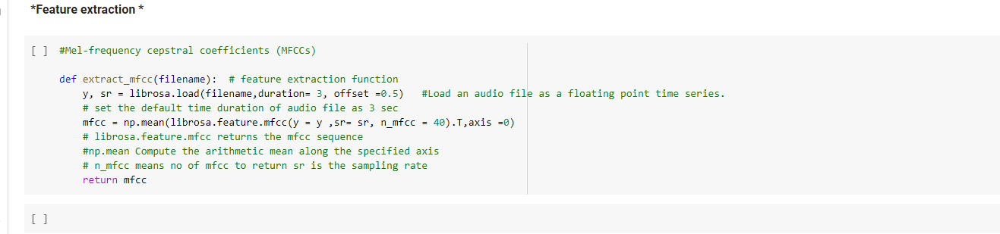 *Feature extraction *
[ ] #Mel-frequency cepstral coefficients (MFCCs)
def extract_mfcc(filename):  # feature extraction function
    y, sr = librosa.load(filename,duration= 3, offset =0.5)   #Load an audio file as a floating point time series.
    # set the default time duration of audio file as 3 sec
    mfcc = np.mean(librosa.feature.mfcc(y = y ,sr= sr, n_mfcc = 40).T,axis =0)
    # librosa.feature.mfcc returns the mfcc sequence
    #np.mean Compute the arithmetic mean along the specified axis
    # n_mfcc means no of mfcc to return sr is the sampling rate
    return mfcc
[ ]